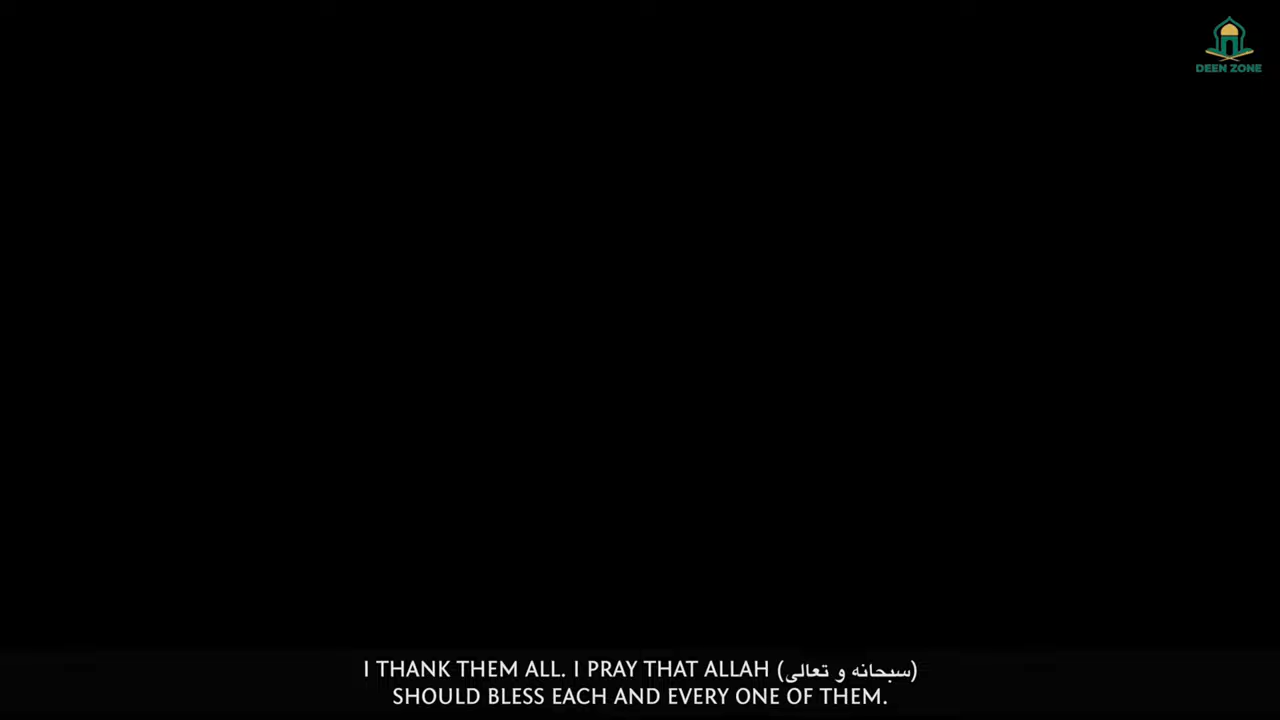 DEEN ZONE
I THANK THEM ALL. I PRAY THAT ALLAH (سبحانه و تعالى)
SHOULD BLESS EACH AND EVERY ONE OF THEM.